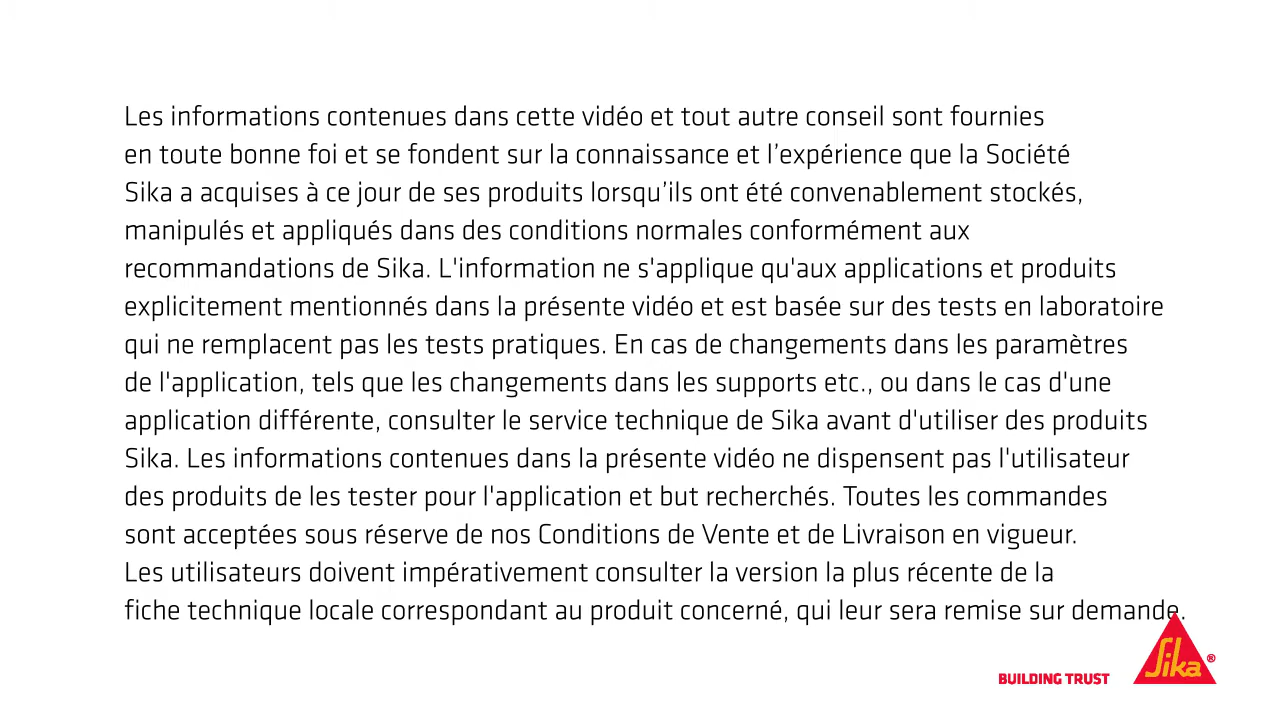 Les informations contenues dans cette vidéo et tout autre conseil sont fournies
en toute bonne foi et se fondent sur la connaissance et l’expérience que la Société
Sika a acquises à ce jour de ses produits lorsqu’ils ont été convenablement stockés,
manipulés et appliqués dans des conditions normales conformément aux
recommandations de Sika. L'information ne s'applique qu'aux applications et produits
explicitement mentionnés dans la présente vidéo et est basée sur des tests en laboratoire
qui ne remplacent pas les tests pratiques. En cas de changements dans les paramètres
de l'application, tels que les changements dans les supports etc., ou dans le cas d'une
application différente, consulter le service technique de Sika avant d'utiliser des produits
Sika. Les informations contenues dans la présente vidéo ne dispensent pas l'utilisateur
des produits de les tester pour l'application et but recherchés. Toutes les commandes
sont acceptées sous réserve de nos Conditions de Vente et de Livraison en vigueur.
Les utilisateurs doivent impérativement consulter la version la plus récente de la
fiche technique locale correspondant au produit concerné, qui leur sera remise sur demande.
BUILDING TRUST
Sika®